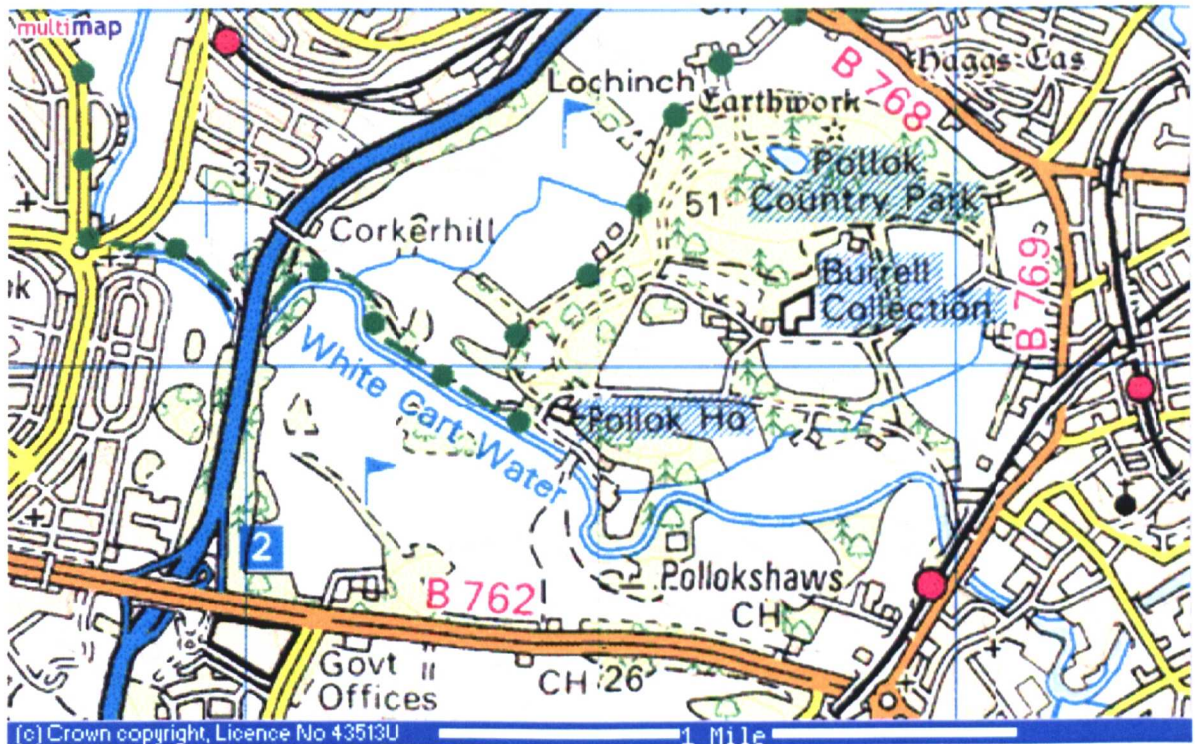 multimap
Lochinch
Earthwork
B 768
Haggs Cas
37
51
Pollok
Country Park
Corkerhill
Burrell
Collection
B 769
White Cart Water
Pollok Ho
2
B 762
Pollokshaws
CH
Govt
Offices
CH
26
(c) Crown copyright, Licence No 43513U
1 Mile